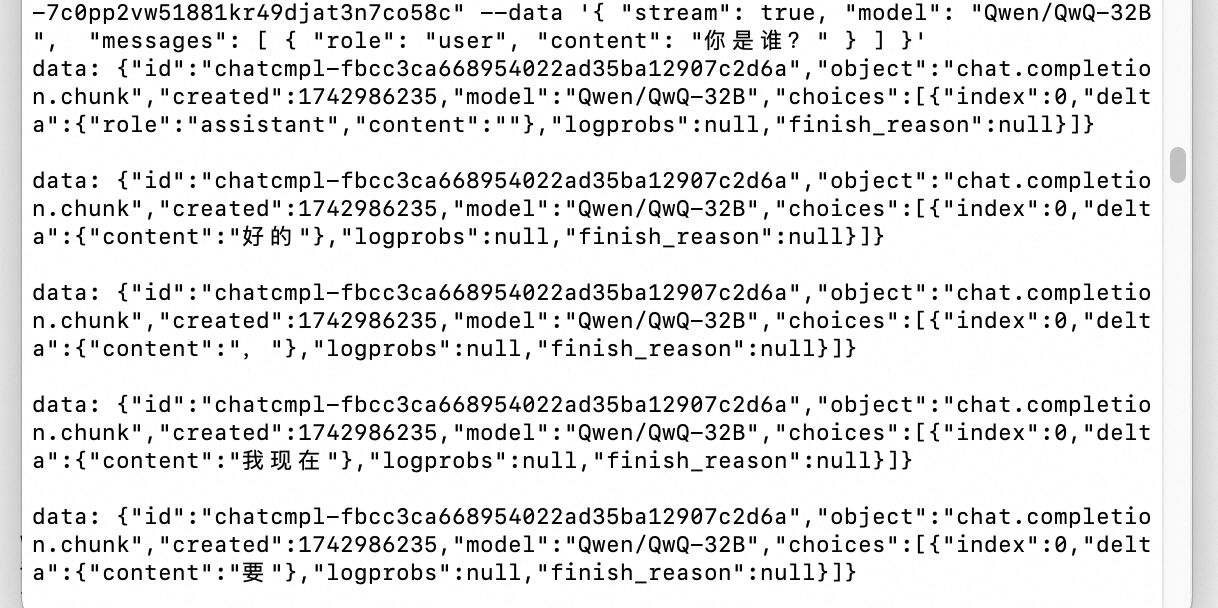 -7c0pp2vw51881kr49djat3n7co58c" --data '{ "stream": true, "model": "Qwen/QwQ-32B
",  "messages": [ { "role": "user", "content": "你是谁？" } ] }'
data: {"id":"chatcmpl-fbcc3ca668954022ad35ba12907c2d6a","object":"chat.completio
n.chunk","created":1742986235,"model":"Qwen/QwQ-32B","choices":[{"index":0,"delt
a":{"role":"assistant","content":""},"logprobs":null,"finish_reason":null}]}
data: {"id":"chatcmpl-fbcc3ca668954022ad35ba12907c2d6a","object":"chat.completio
n.chunk","created":1742986235,"model":"Qwen/QwQ-32B","choices":[{"index":0,"delt
a":{"content":"好的"},"logprobs":null,"finish_reason":null}]}
data: {"id":"chatcmpl-fbcc3ca668954022ad35ba12907c2d6a","object":"chat.completio
n.chunk","created":1742986235,"model":"Qwen/QwQ-32B","choices":[{"index":0,"delt
a":{"content":"，"},"logprobs":null,"finish_reason":null}]}
data: {"id":"chatcmpl-fbcc3ca668954022ad35ba12907c2d6a","object":"chat.completio
n.chunk","created":1742986235,"model":"Qwen/QwQ-32B","choices":[{"index":0,"delt
a":{"content":"我现在"},"logprobs":null,"finish_reason":null}]}
data: {"id":"chatcmpl-fbcc3ca668954022ad35ba12907c2d6a","object":"chat.completio
n.chunk","created":1742986235,"model":"Qwen/QwQ-32B","choices":[{"index":0,"delt
a":{"content":"要"},"logprobs":null,"finish_reason":null}]}